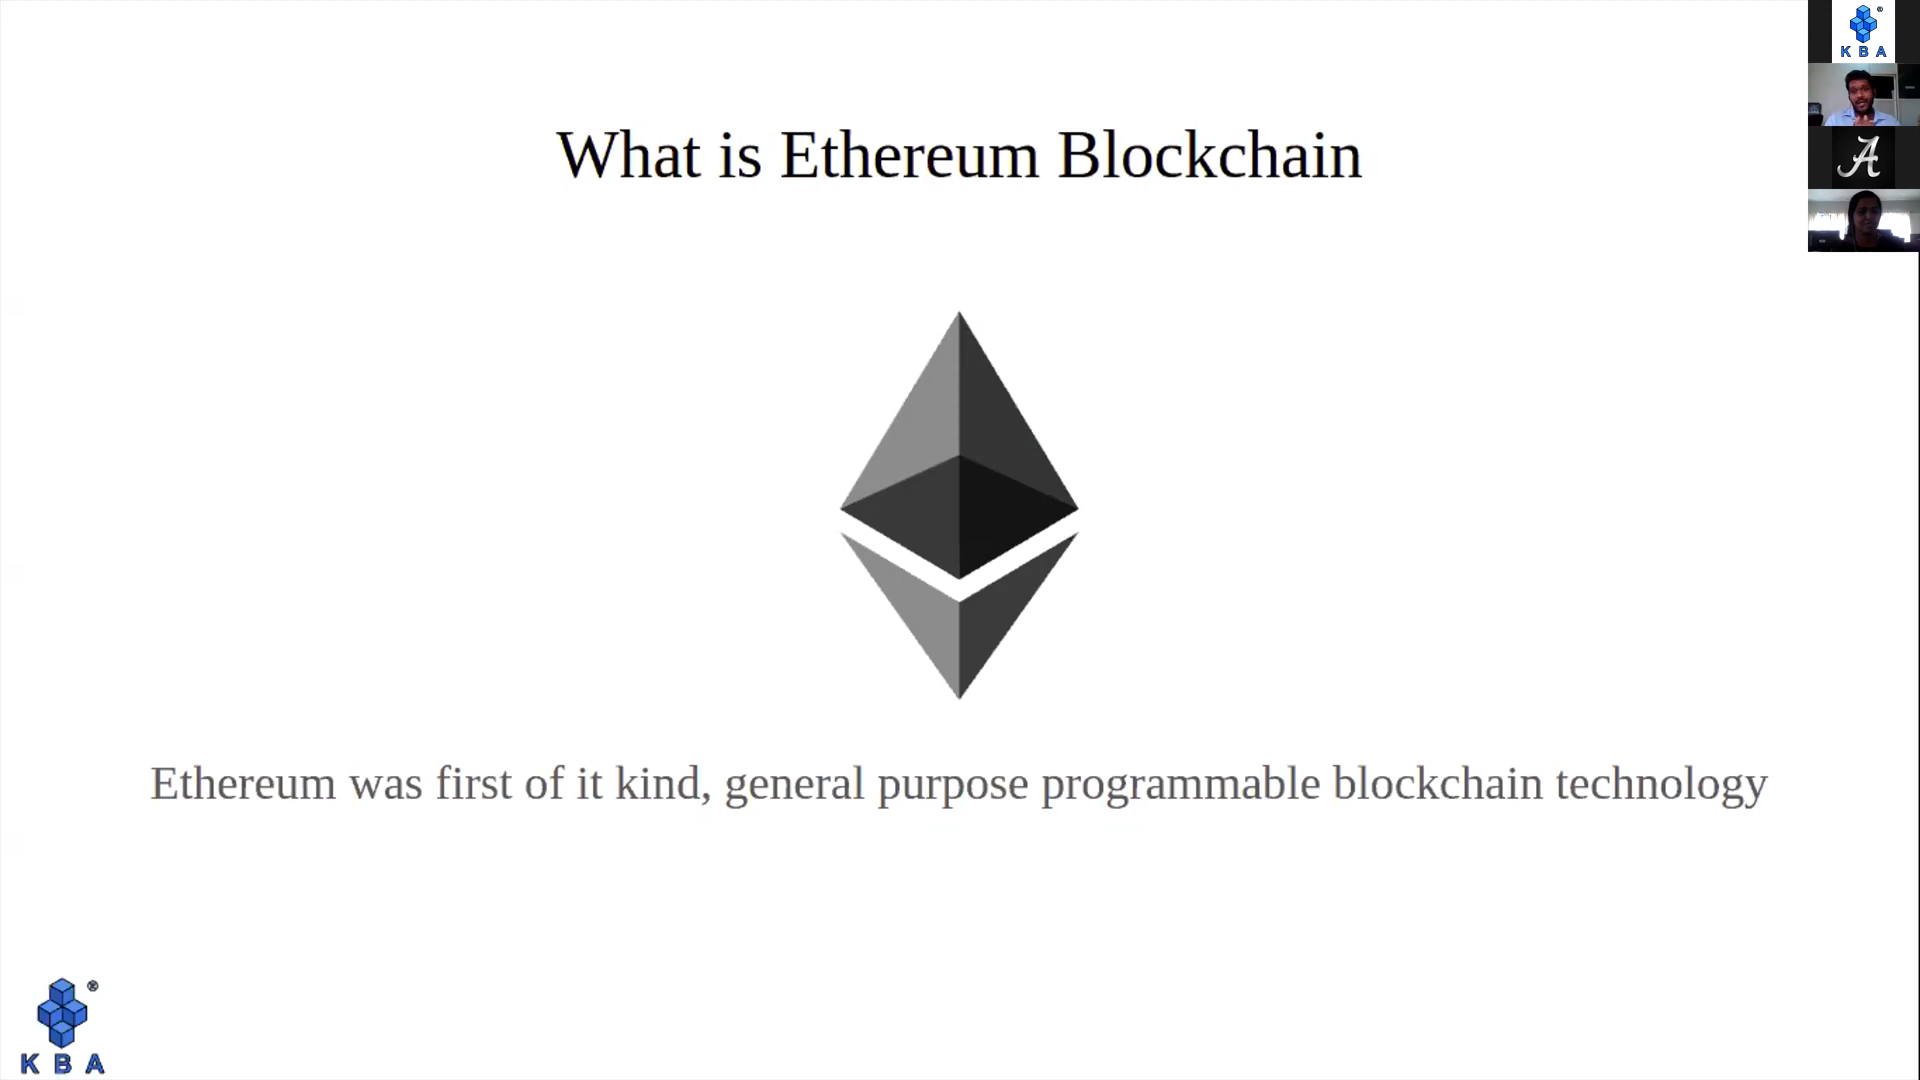 What is Ethereum Blockchain
Ethereum was first of it kind, general purpose programmable blockchain technology
®
K B A
®
K B A
A